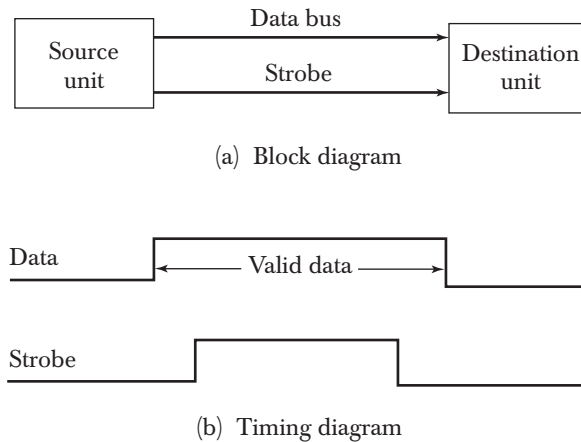 Data bus
Source
unit
Destination
unit
Strobe
(a) Block diagram
Data
Valid data
Strobe
(b) Timing diagram